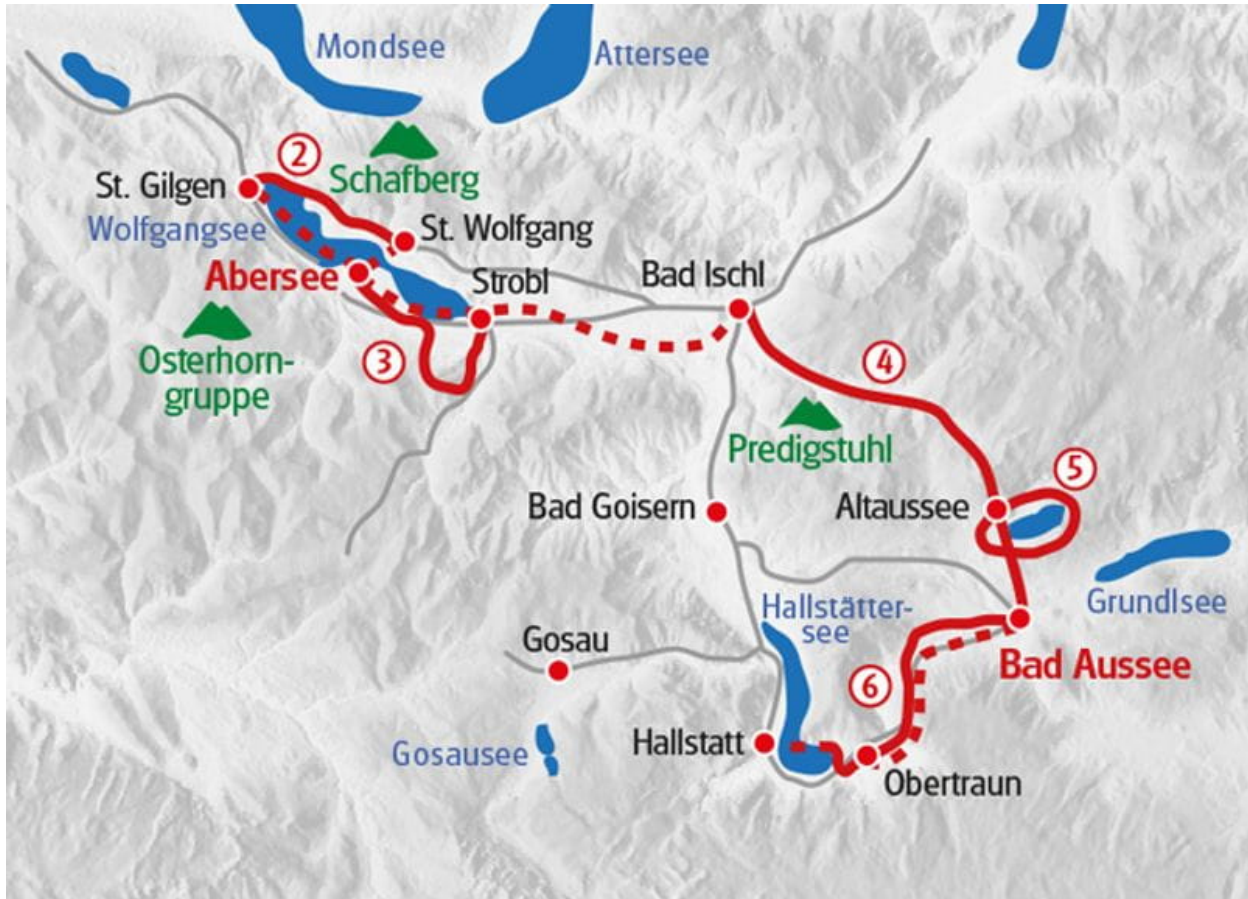 Mondsee
Attersee
2
Schafberg
St. Gilgen
Wolfgangsee
St. Wolfgang
Abersee
Strobl
Bad Ischl
Osterhorn-
gruppe
3
4
Predigstuhl
5
Bad Goisern
Altaussee
Grundlsee
Hallstätter-
see
Gosau
Bad Aussee
6
Gosausee
Hallstatt
Obertraun